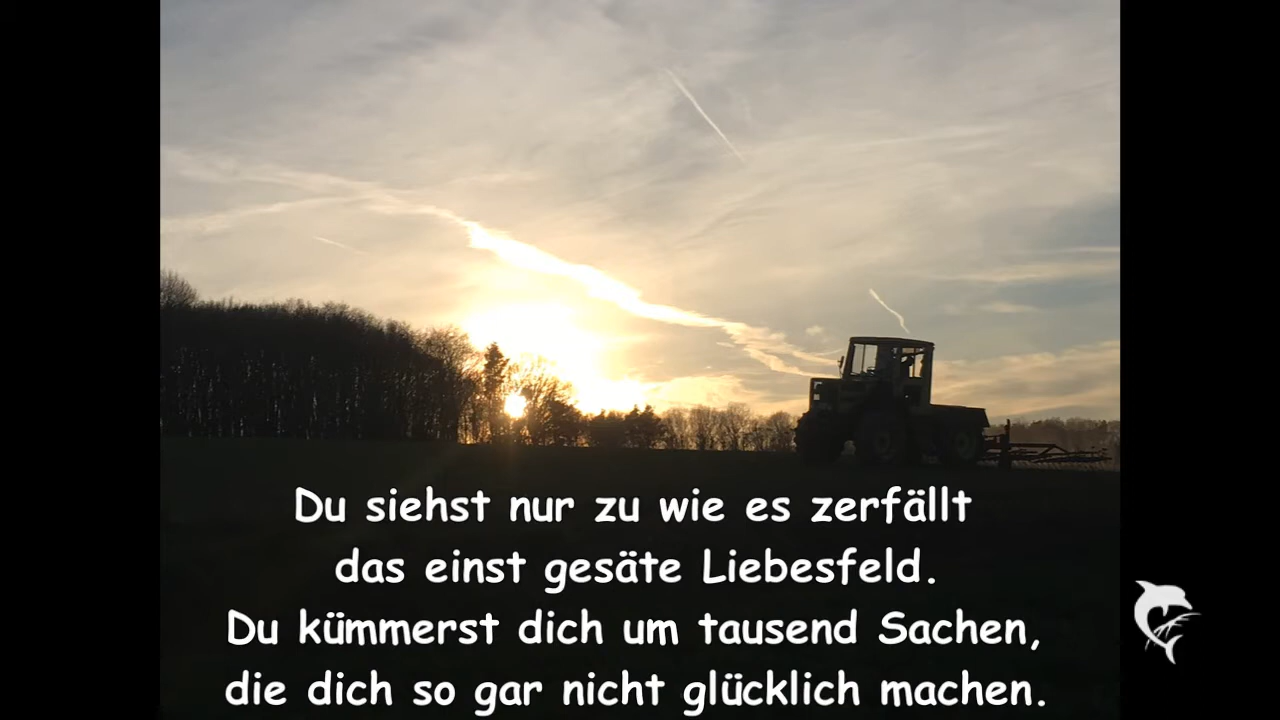 Du siehst nur zu wie es zerfällt
das einst gesäte Liebesfeld.
Du kümmerst dich um tausend Sachen,
die dich so gar nicht glücklich machen.